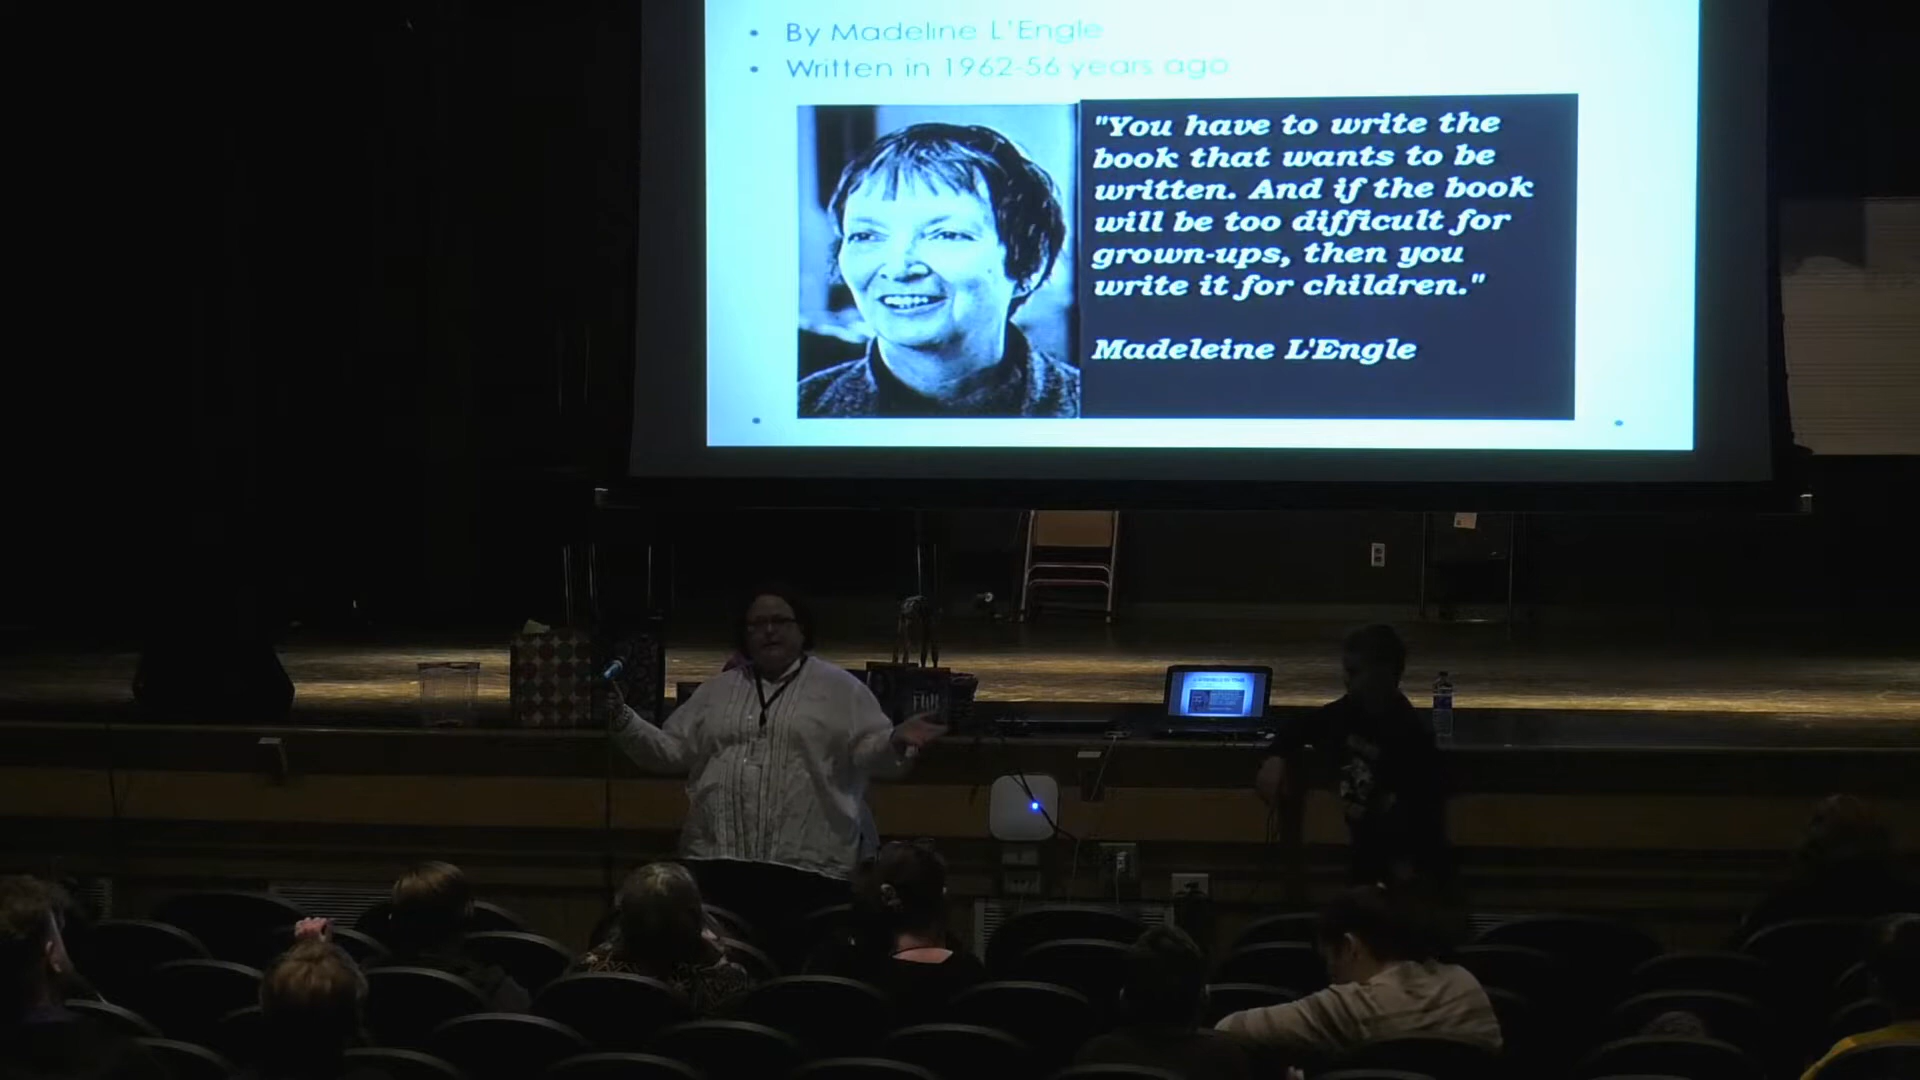 • By Madeline L'Engle
• Written in 1962-56 years ago
"You have to write the
book that wants to be
written. And if the book
will be too difficult for
grown-ups, then you
write it for children."
Madeleine L'Engle